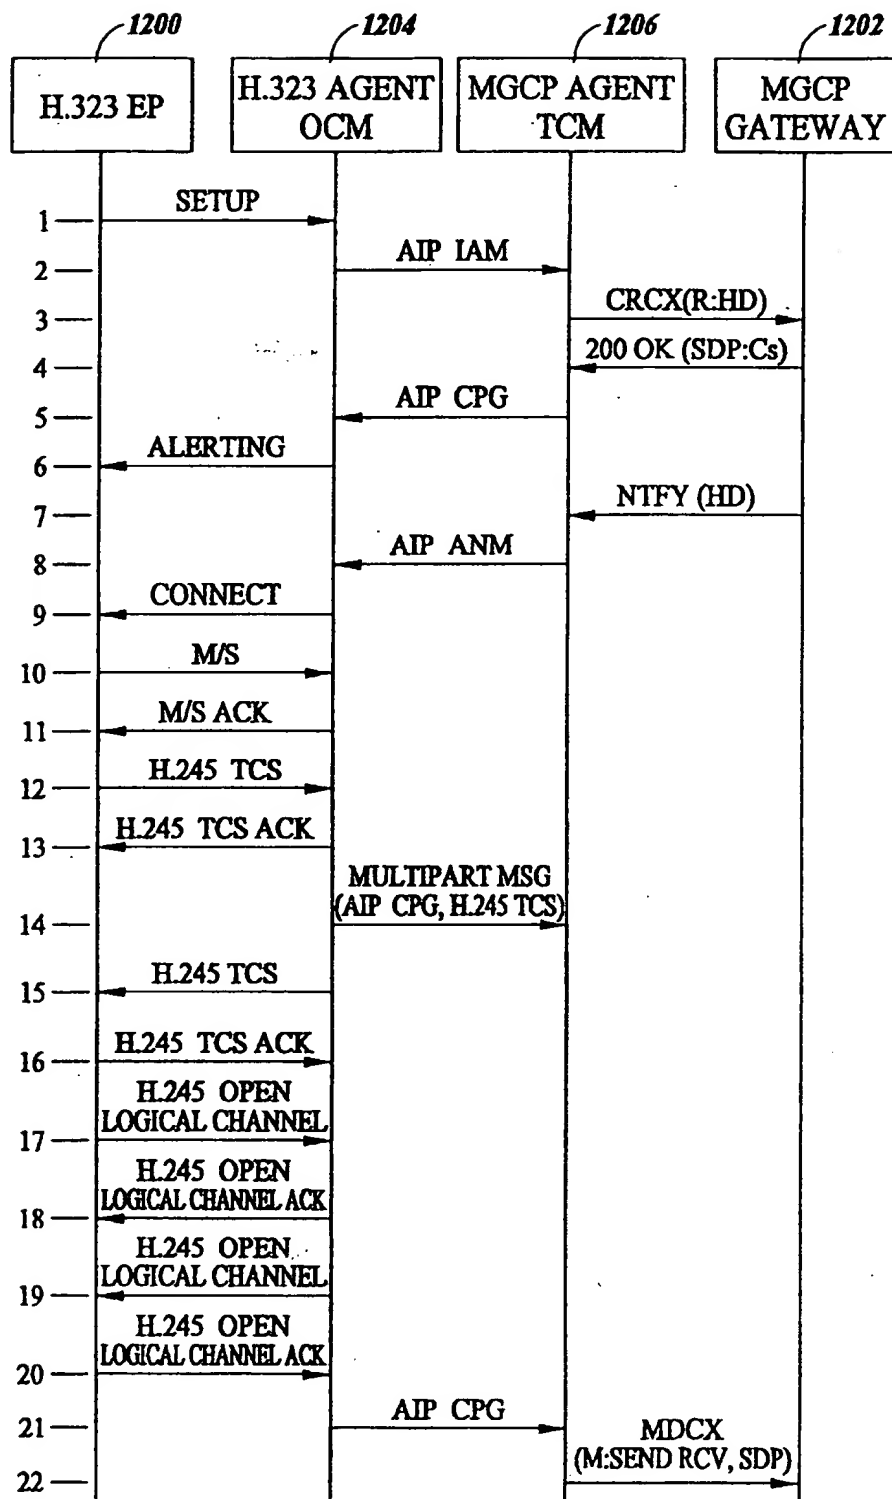 1200
1204
1206
1202
H.323 EP
H.323 AGENT
OCM
MGCP AGENT
TCM
MGCP
GATEWAY
1
SETUP
2
AIP IAM
3
CRCX(R:HD)
4
200 OK (SDP:Cs)
5
AIP CPG
6
ALERTING
7
NTFY (HD)
8
AIP ANM
9
CONNECT
10
M/S
11
M/S ACK
12
H.245 TCS
13
H.245 TCS ACK
MULTIPART MSG
(AIP CPG, H.245 TCS)
14
15
H.245 TCS
16
H.245 TCS ACK
H.245 OPEN
LOGICAL CHANNEL
17
H.245 OPEN
LOGICAL CHANNEL ACK
18
H.245 OPEN
LOGICAL CHANNEL
19
H.245 OPEN
LOGICAL CHANNEL ACK
20
21
AIP CPG
MDCX
(M:SEND RCV, SDP)
22